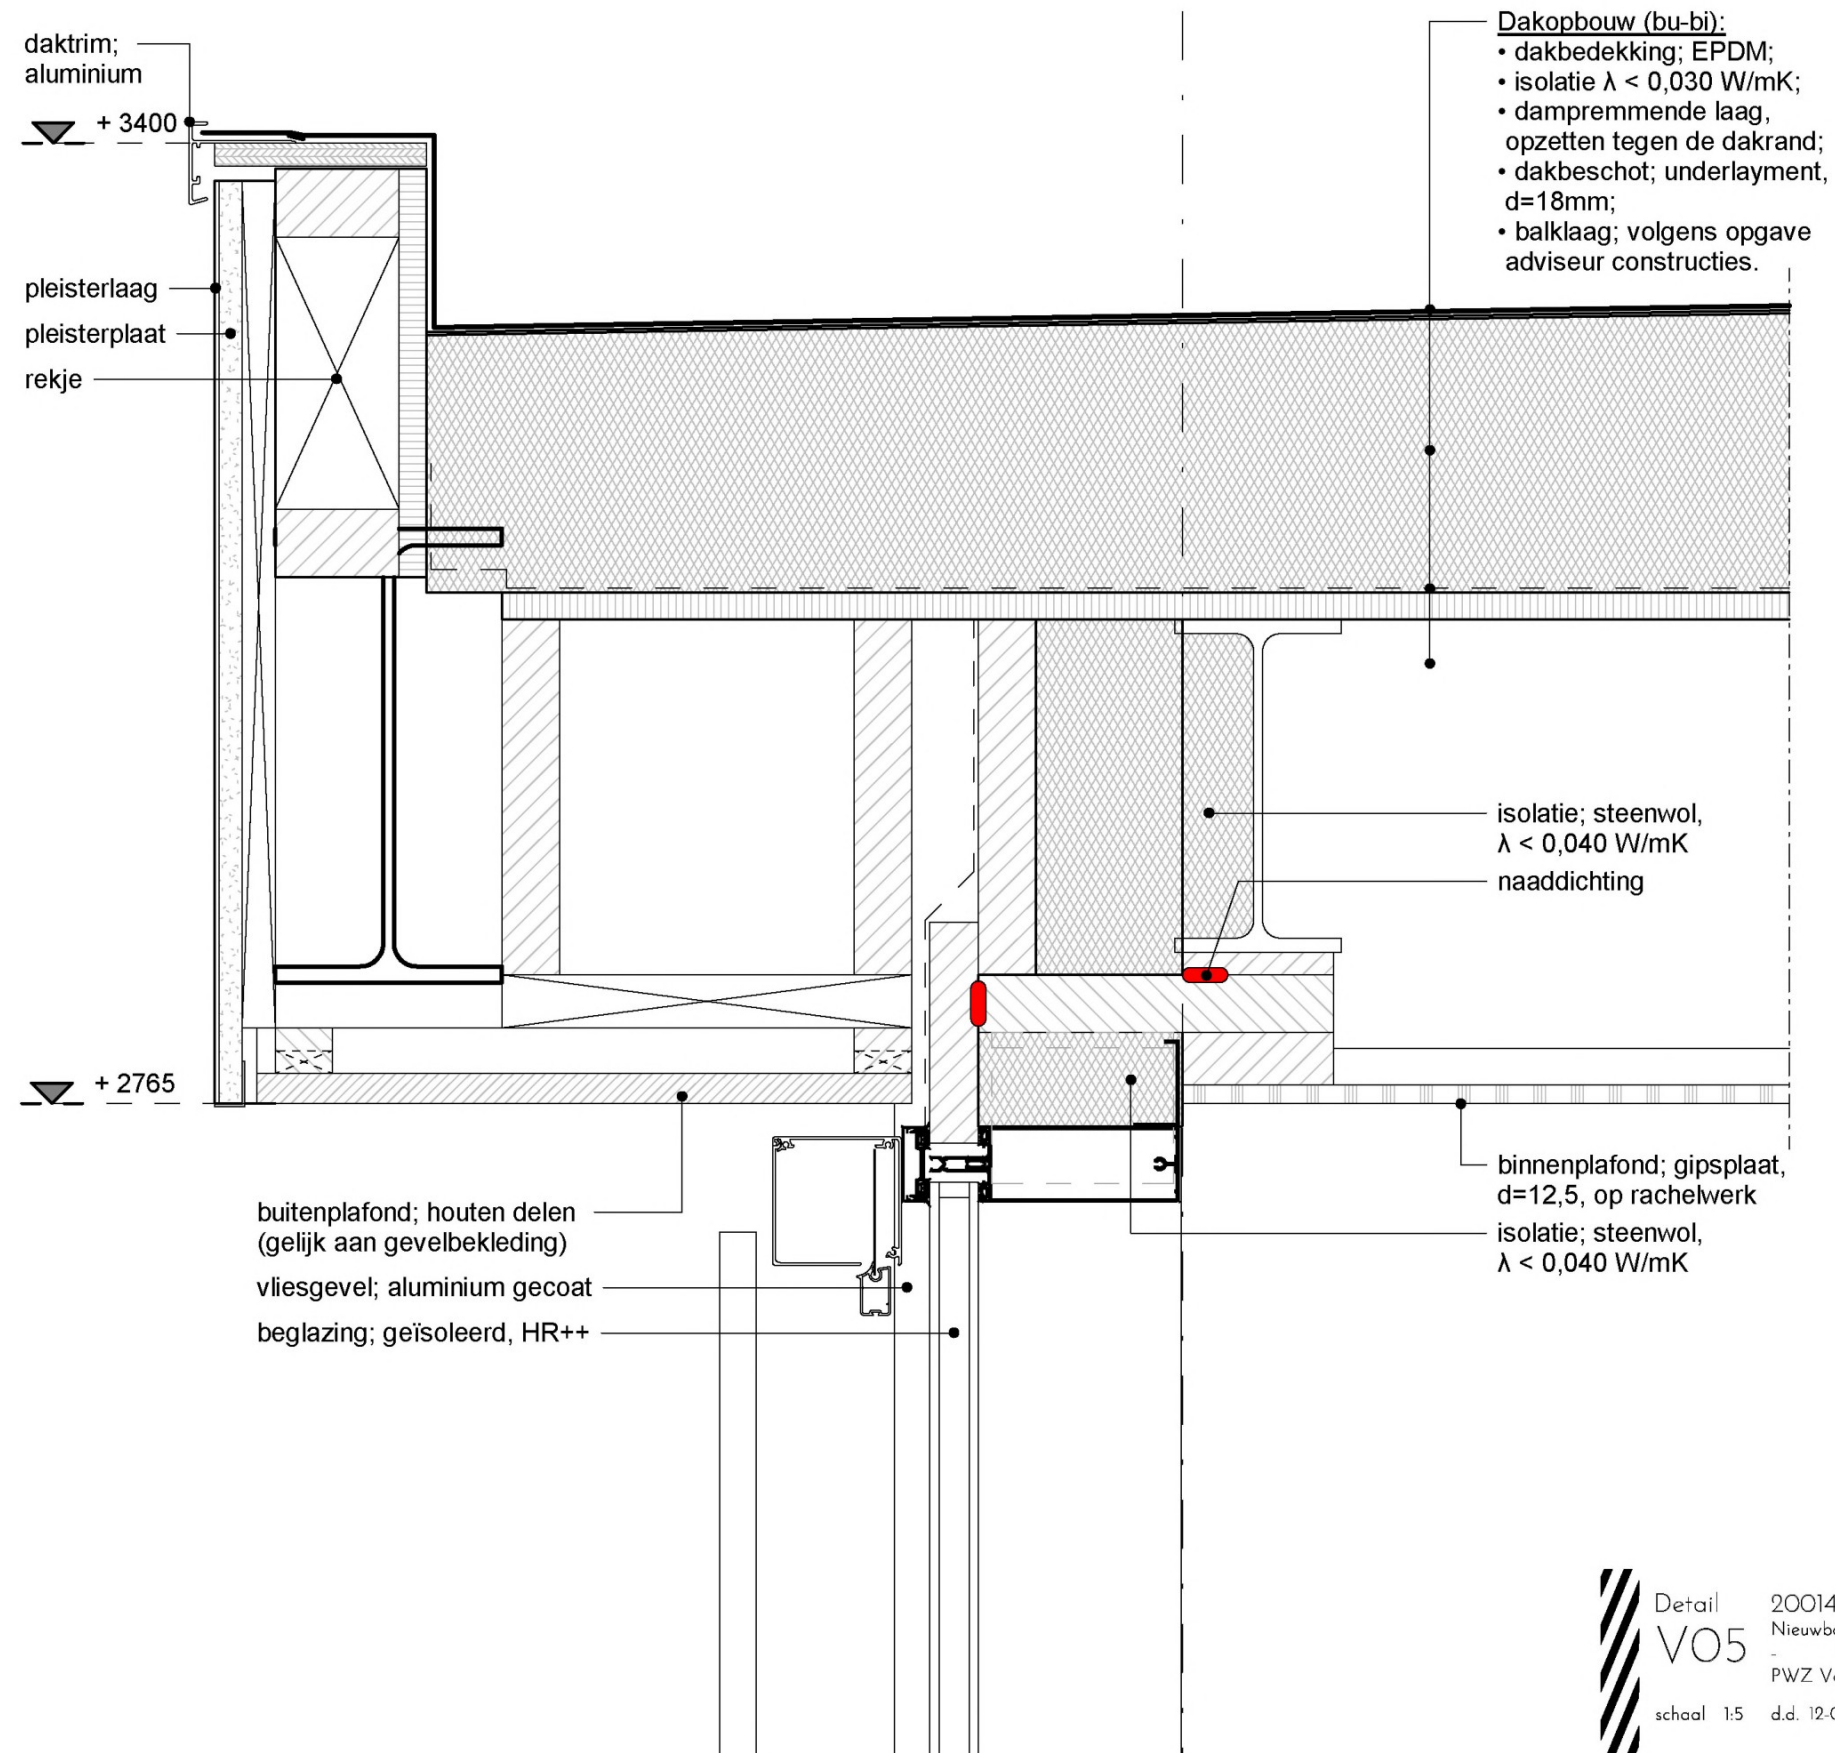 daktrim;
aluminium
+ 3400
pleisterlaag
pleisterplaat
rekje
Dakopbouw (bu-bi):
• dakbedekking; EPDM;
• isolatie λ < 0,030 W/mK;
• dampremmende laag,
opzetten tegen de dakrand;
• dakbeschot; underlayment,
d=18mm;
• balklaag; volgens opgave
adviseur constructies.
isolatie; steenwol,
λ < 0,040 W/mK
naaddichting
+ 2765
binnenplafond; gipsplaat,
d=12,5, op rachelwerk
isolatie; steenwol,
λ < 0,040 W/mK
buitenplafond; houten delen
(gelijk aan gevelbekleding)
vliesgevel; aluminium gecoat
beglazing; geïsoleerd, HR++
Detail
V05
schaal 1:5
20014
-
PWZ
d.d.